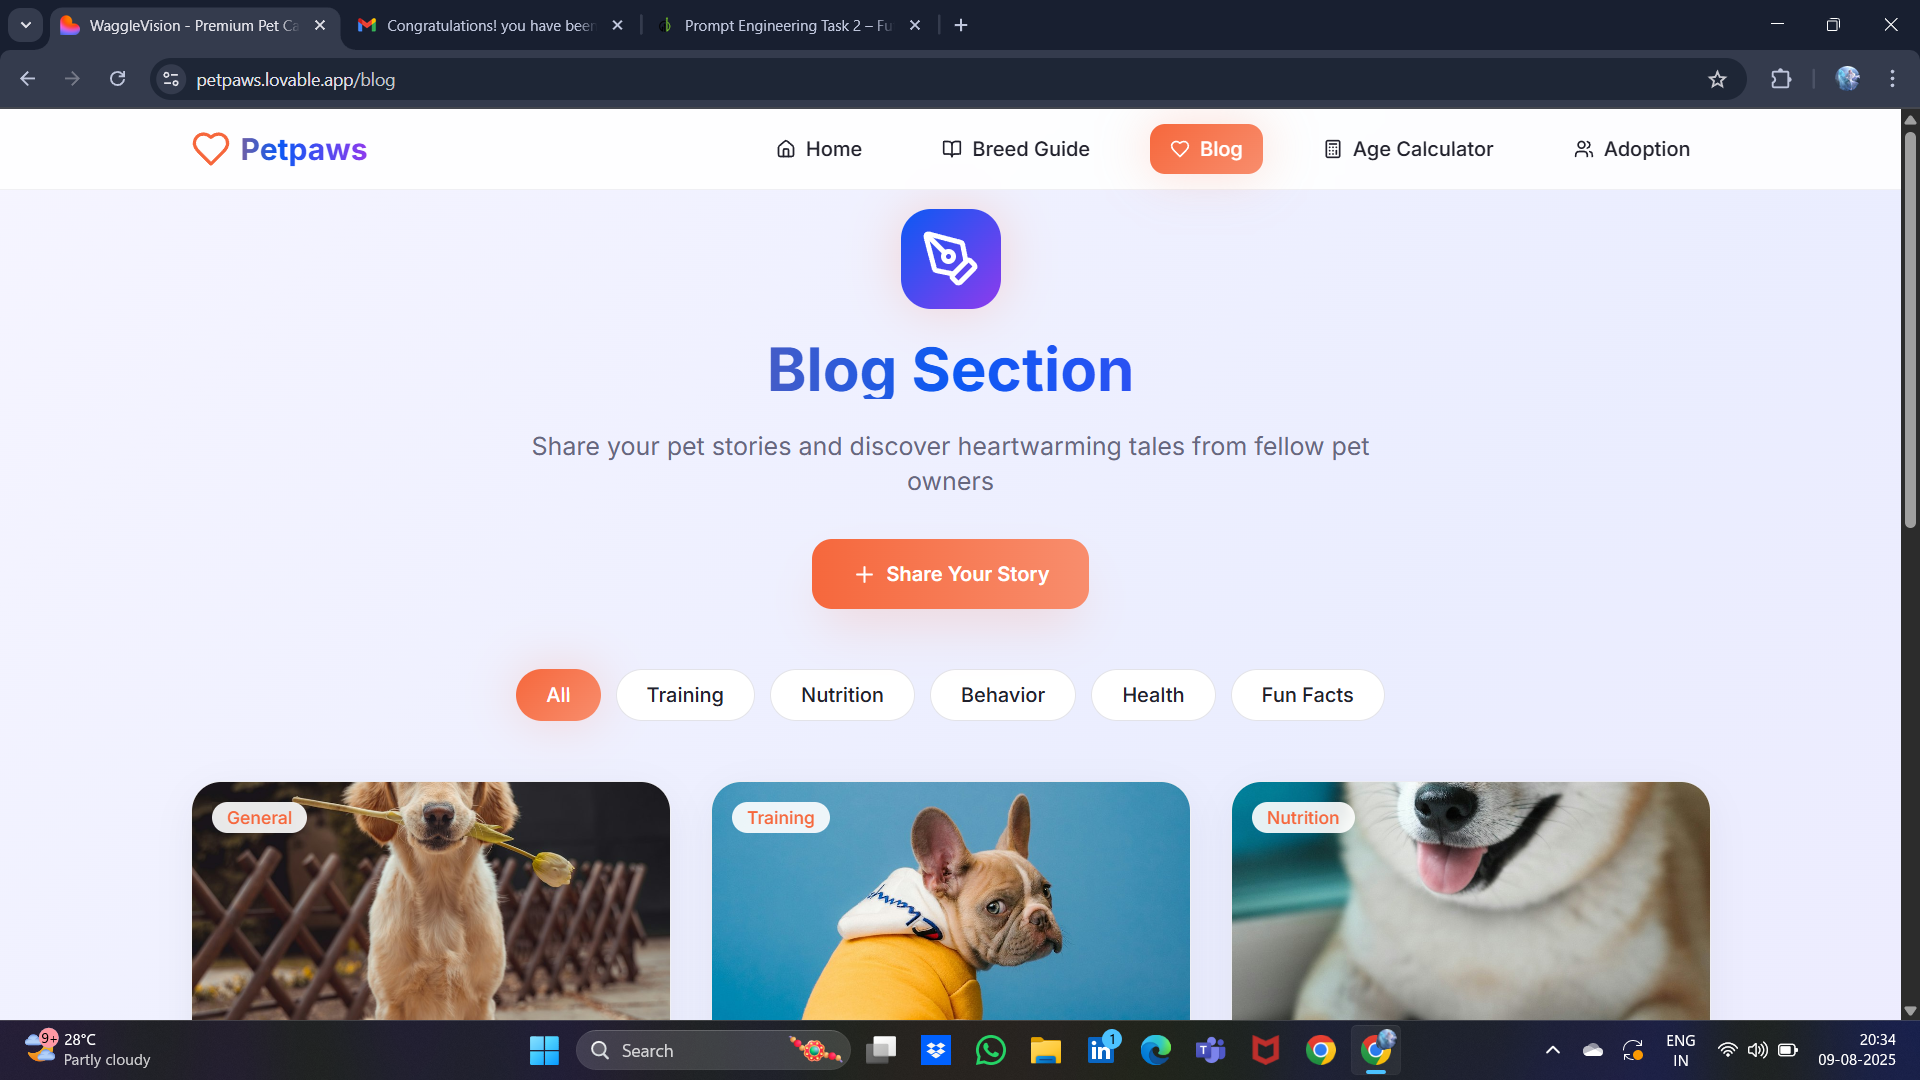 WaggleVision - Premium Pet Ca
Congratulations! you have been
Prompt Engineering Task 2 – Fu
petpaws.lovable.app/blog
Petpaws
Home
Breed Guide
Blog
Age Calculator
Adoption
Blog Section
Share your pet stories and discover heartwarming tales from fellow pet
owners
+ Share Your Story
All
Training
Nutrition
Behavior
Health
Fun Facts
General
Training
Nutrition
9+
28°C
Partly cloudy
Search
1
ENG
IN
20:34
09-08-2025